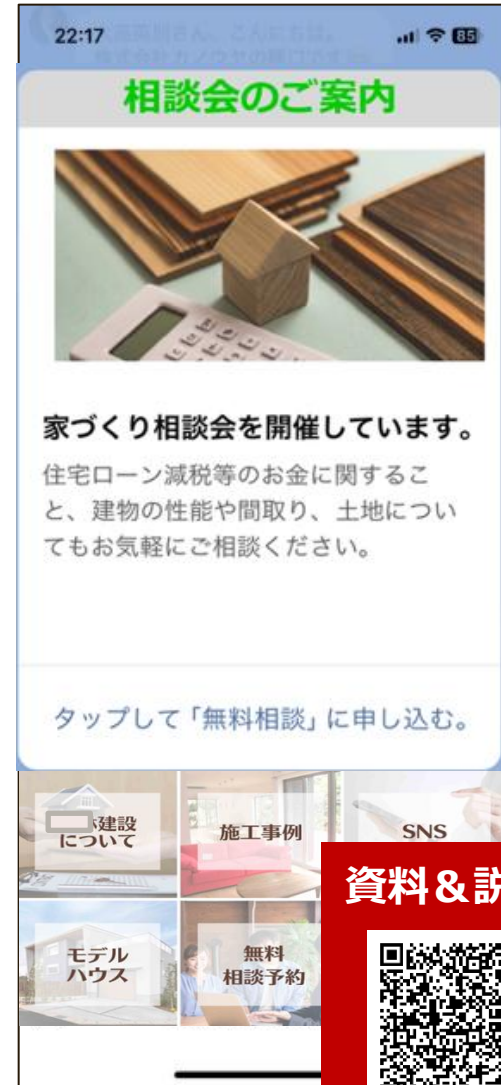 22:17
85
相談会のご案内
家づくり相談会を開催しています。
住宅ローン減税等のお金に関するこ
と、建物の性能や間取り、土地につい
てもお気軽にご相談ください。
タップして「無料相談」に申し込む。
建設
について
施工事例
SNS
モデル
ハウス
無料
相談予約
資料&説